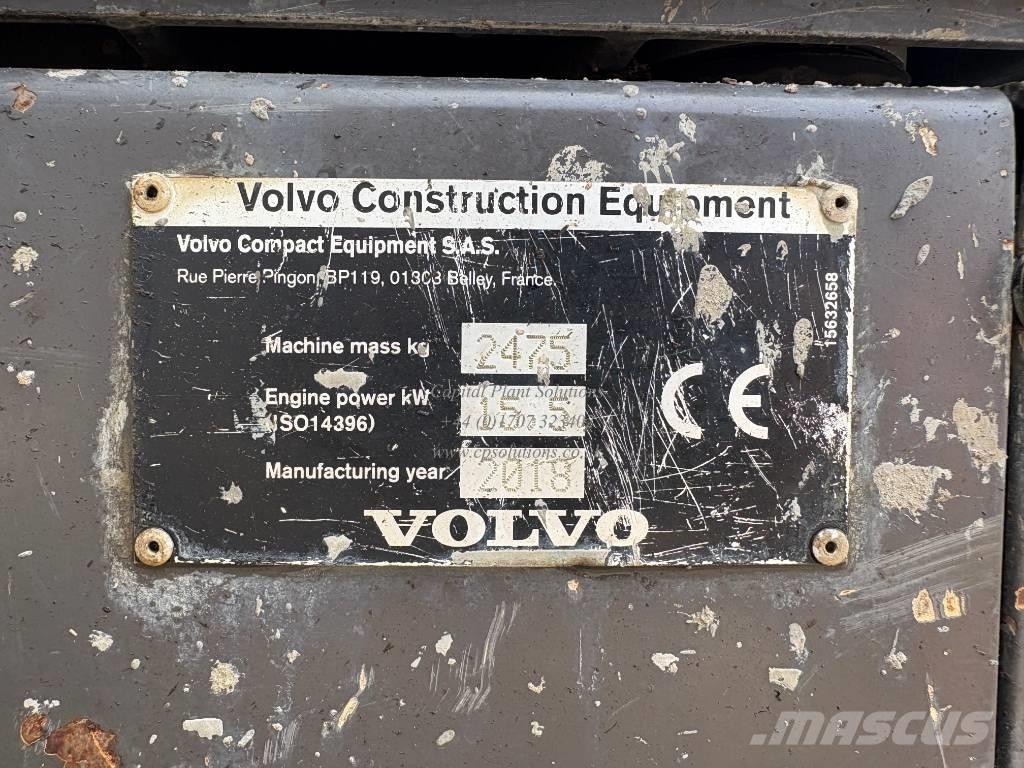 Volvo Construction Equipment
Volvo Compact Equipment S.A.S.
Rue Pierre Pingon, BP119, 01303 Belley, France
Machine mass kg 2475
Engine power kW 15.5
(ISO14396)
Manufacturing year 2018
VOLVO
CE
15632658
Capital Plant Solutions
www.cpsolutions.co.
MASCUS